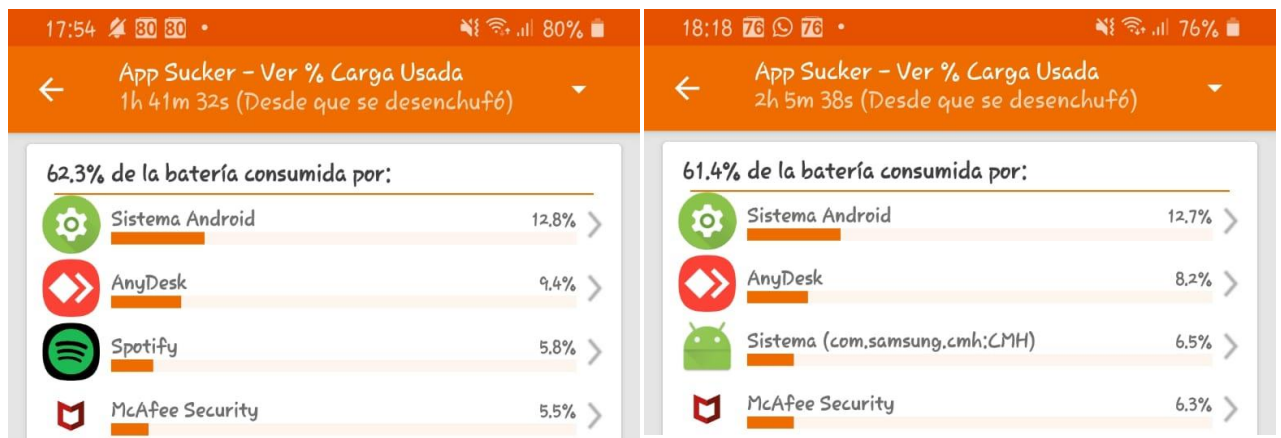 17:54 80 80 • 80%
App Sucker - Ver % Carga Usada
1h 41m 32s (Desde que se desenchufó)
62.3% de la batería consumida por:
Sistema Android 12.8%
AnyDesk 9.4%
Spotify 5.8%
McAfee Security 5.5%
18:18 76 76 • 76%
App Sucker - Ver % Carga Usada
2h 5m 38s (Desde que se desenchufó)
61.4% de la batería consumida por:
Sistema Android 12.7%
AnyDesk 8.2%
Sistema (com.samsung.cmh:CMH) 6.5%
McAfee Security 6.3%